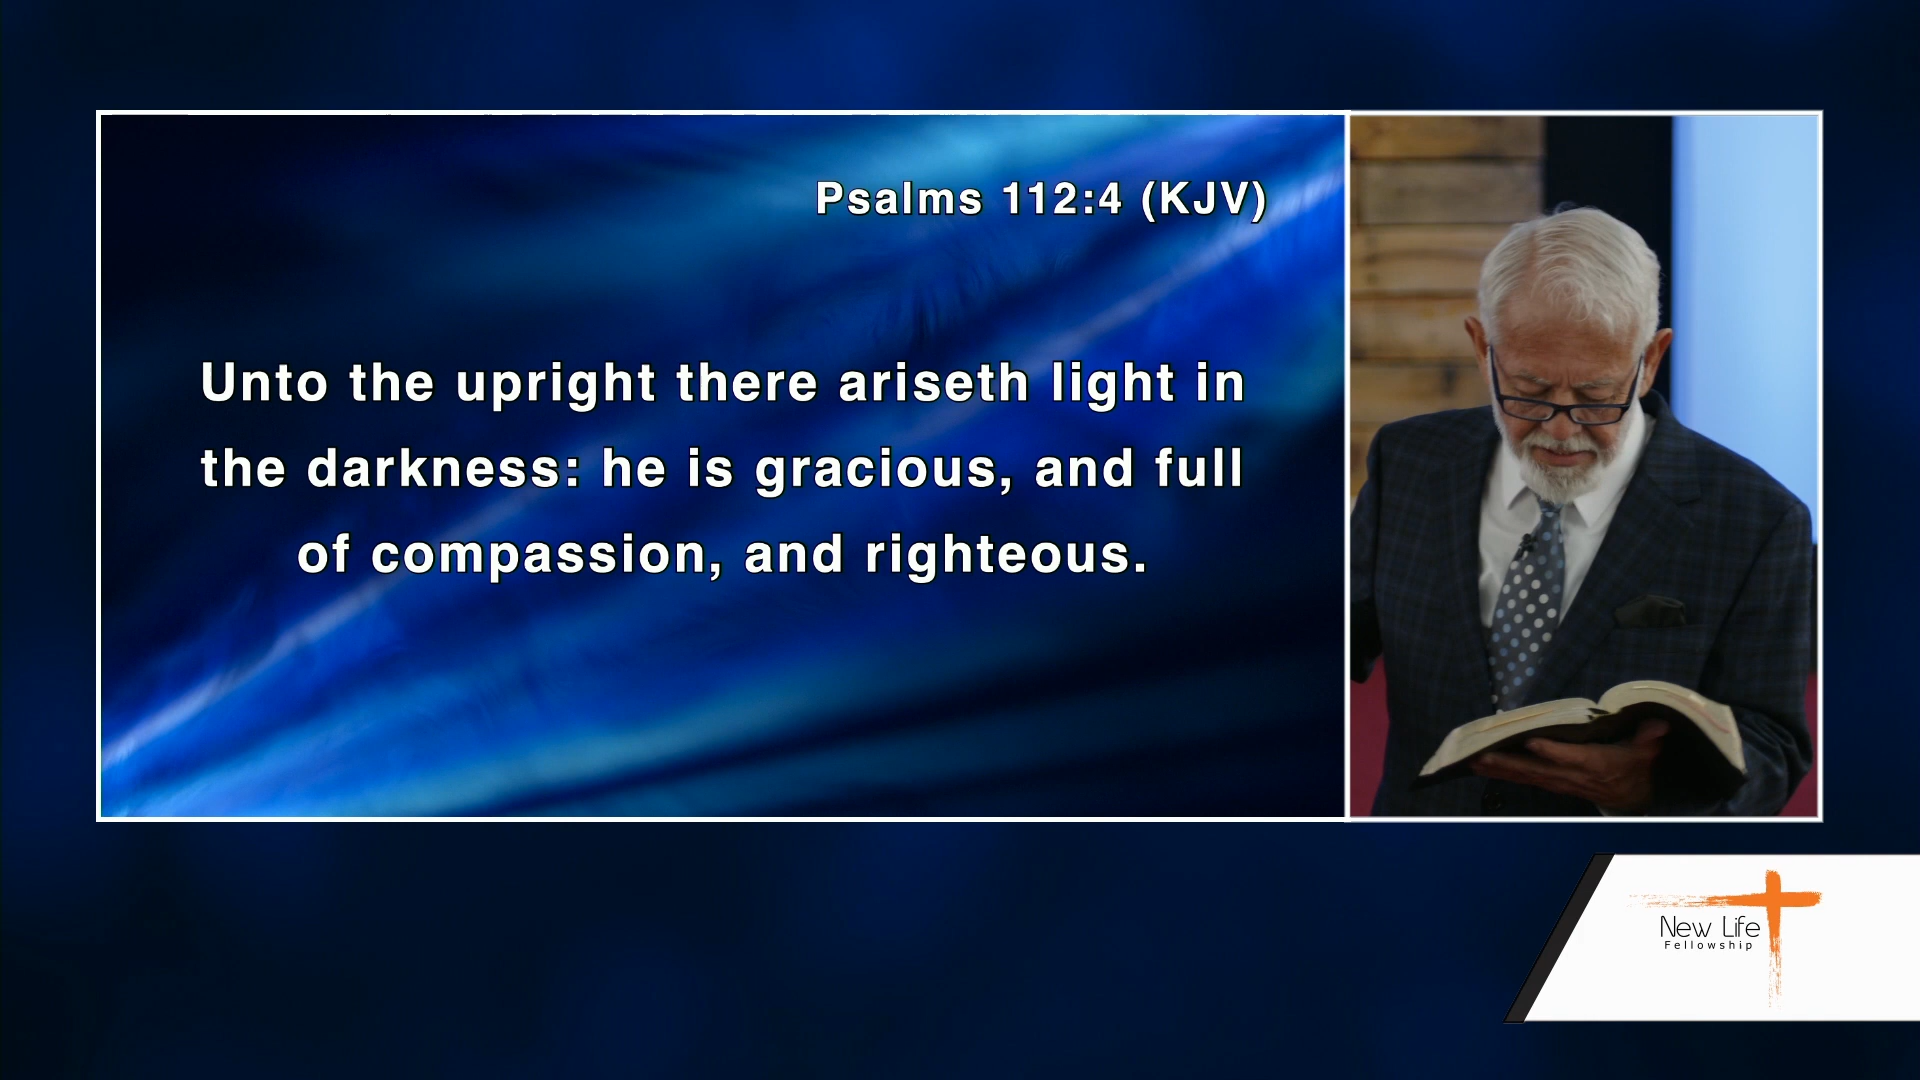 Psalms 112:4 (KJV)
Unto the upright there ariseth light in
the darkness: he is gracious, and full
of compassion, and righteous.
New Life
Fellowship